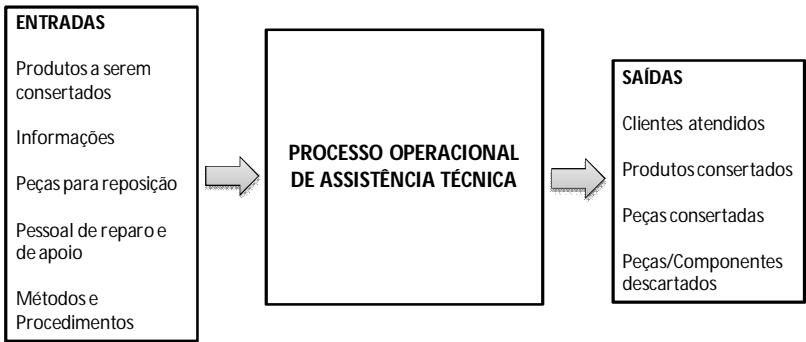 ENTRADAS
Produtos a serem
consertados
Informações
Peças para reposição
Pessoal de reparo e
de apoio
Métodos e
Procedimentos
PROCESSO OPERACIONAL
DE ASSISTÊNCIA TÉCNICA
SAÍDAS
Clientes atendidos
Produtos consertados
Peças consertadas
Peças/Componentes
descartados